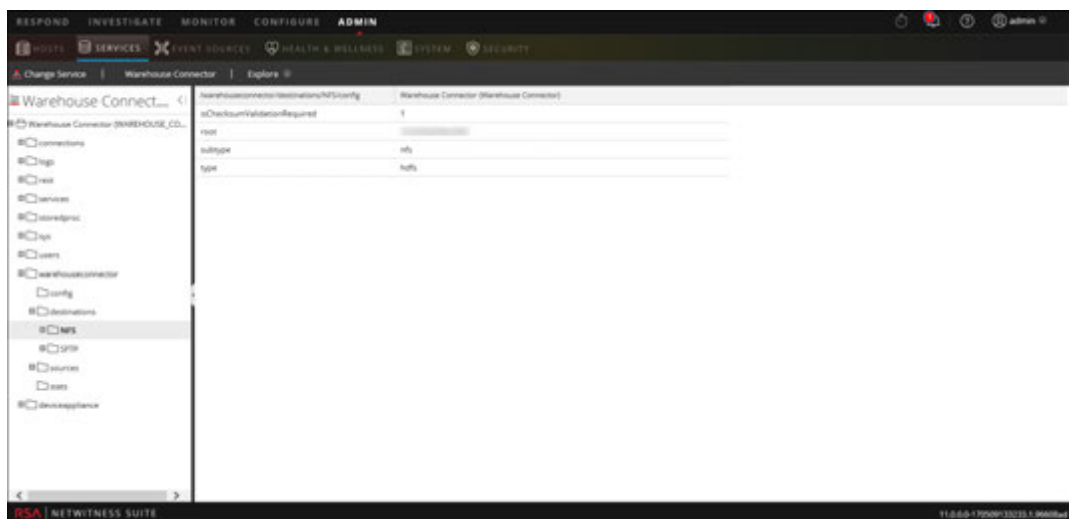 RESPOND INVESTIGATE MONITOR CONFIGURE ADMIN
1 admin
HOSTS SERVICES EVENT SOURCES HEALTH & WELLNESS SYSTEM SECURITY
Change Service | Warehouse Connector | Explore
Warehouse Connect...
Warehouse Connector (WAREHOUSE_CO...
connections
logs
rest
services
storedproc
sys
users
warehouseconnector
config
destinations
NFS
SFTP
sources
stats
deviceappliance
/warehouseconnector/destinations/NFS/config Warehouse Connector (Warehouse Connector)
isChecksumValidationRequired 1
root
subtype nfs
type hdfs
RSA | NETWITNESS SUITE